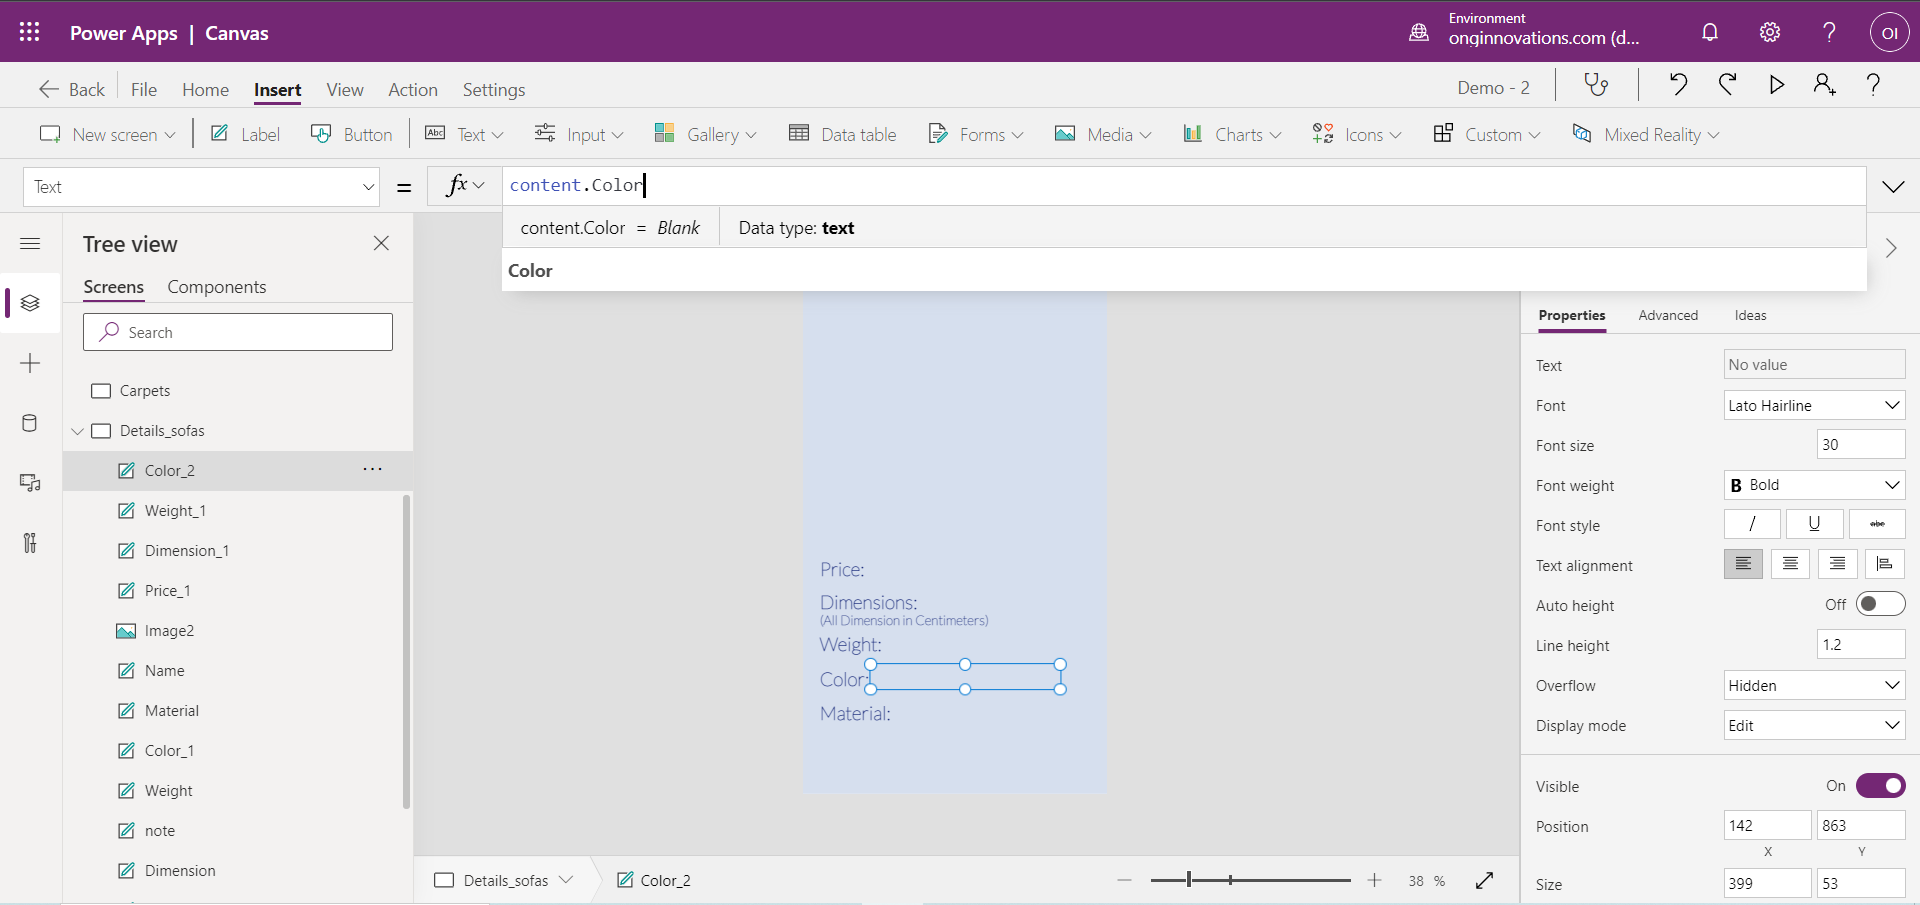 Power Apps | Canvas
Environment
onginnovations.com (d...
OI
Back File Home Insert View Action Settings
Demo - 2
New screen Label Button Abc Text Input Gallery Data table Forms Media Charts Icons Custom Mixed Reality
Text = fx content.Color
content.Color = Blank Data type: text
Color
Tree view
Screens Components
Search
Carpets
Details_sofas
Color_2 ...
Weight_1
Dimension_1
Price_1
Image2
Name
Material
Color_1
Weight
note
Dimension
Price:
Dimensions:
(All Dimension in Centimeters)
Weight:
Color:
Material:
Details_sofas Color_2 38 %
Properties Advanced Ideas
Text No value
Font Lato Hairline
Font size 30
Font weight B Bold
Font style / U abc
Text alignment
Auto height Off
Line height 1.2
Overflow Hidden
Display mode Edit
Visible On
Position 142 863
X Y
Size 399 53